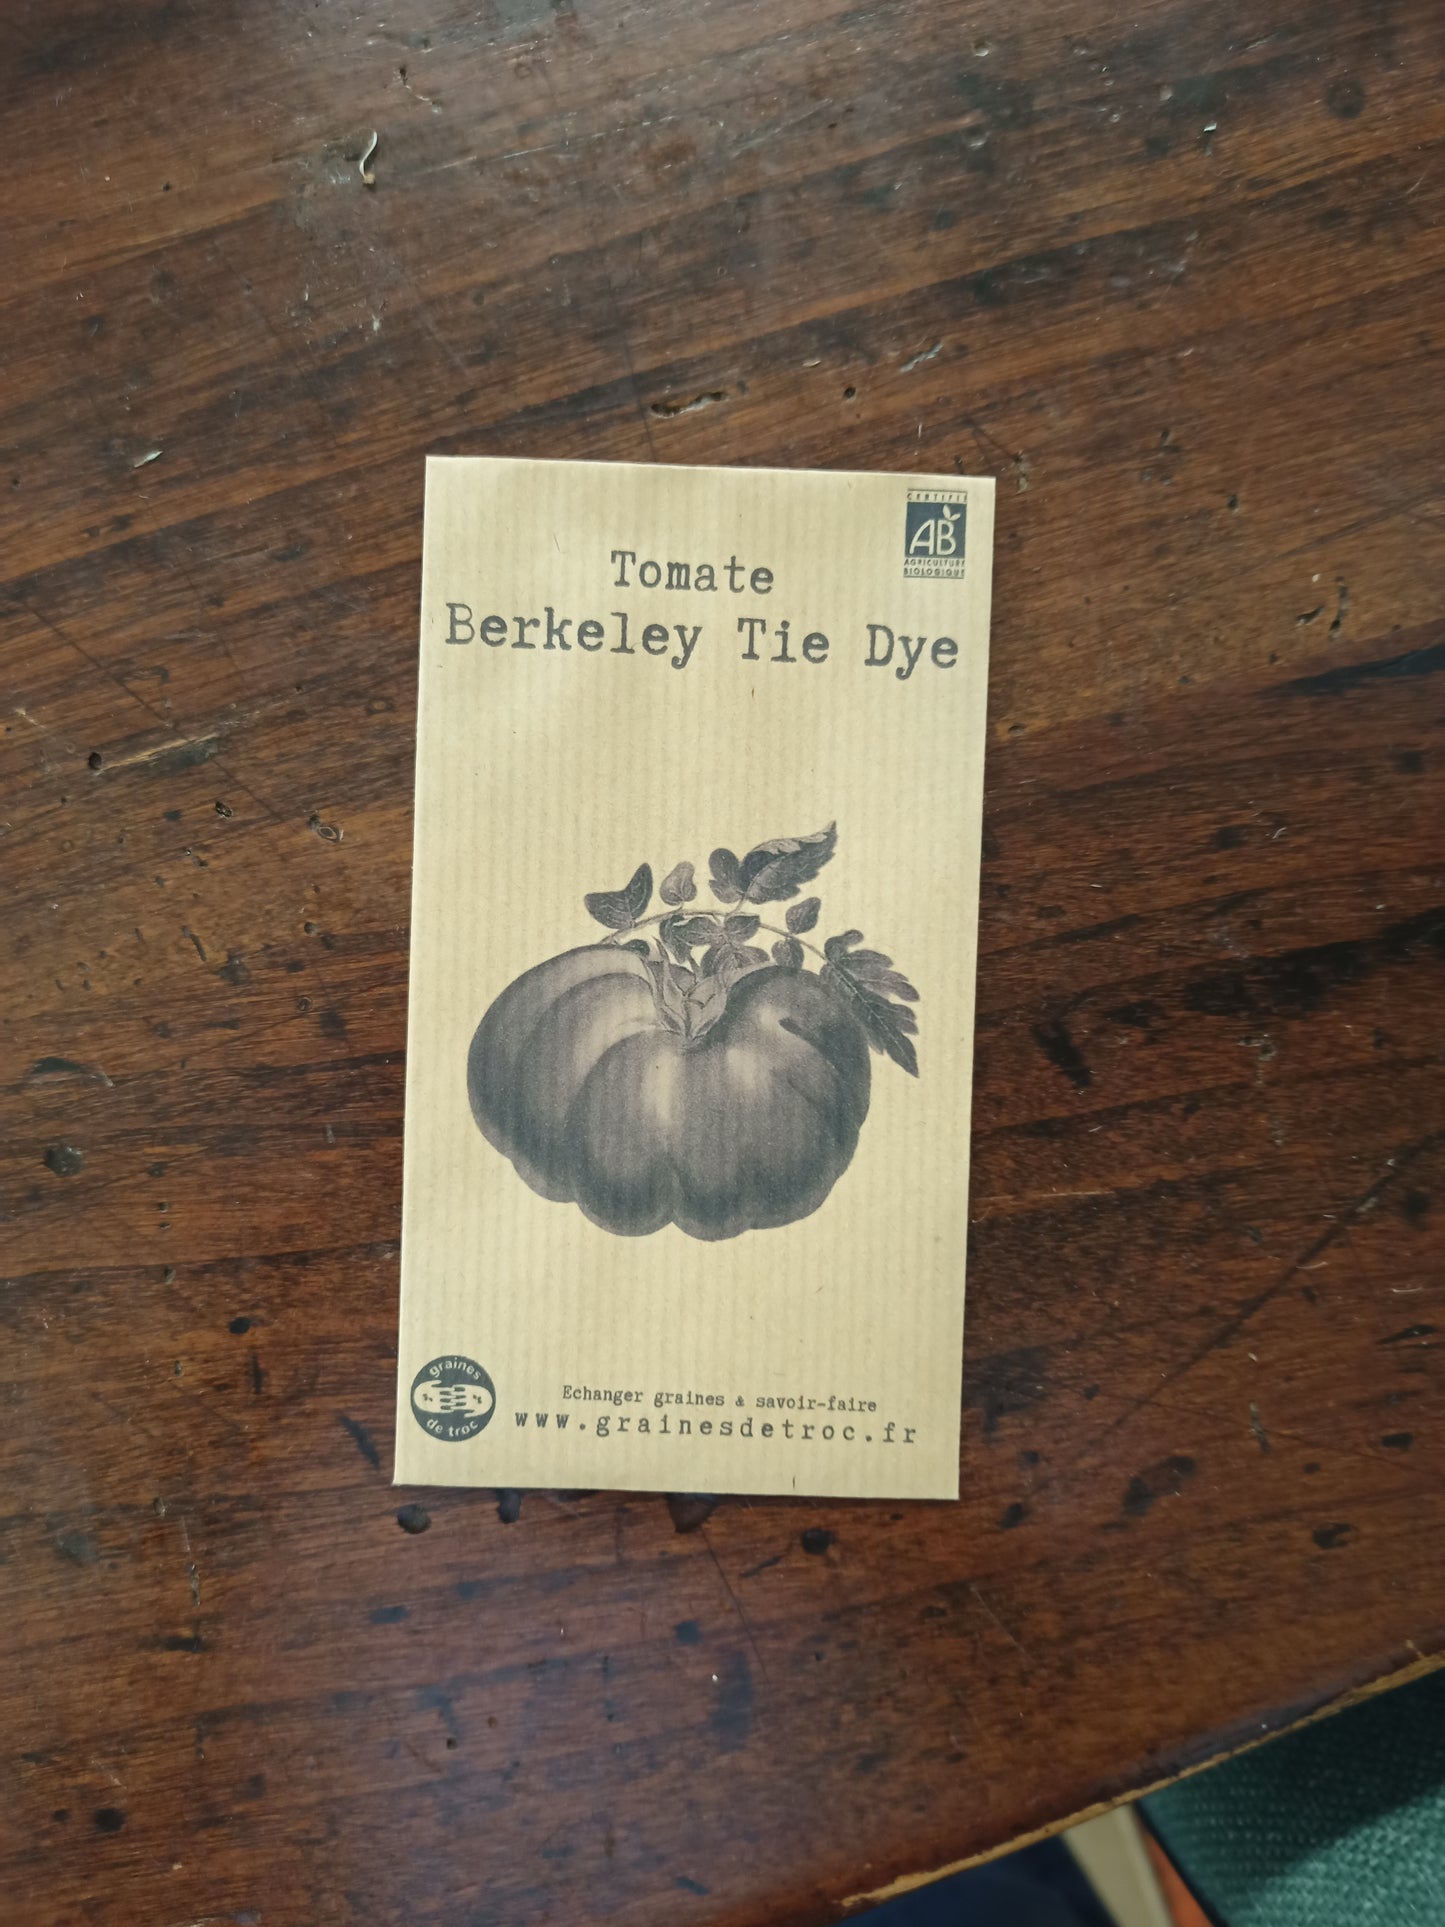 CERTIFIÉ
AB
AGRICULTURE
BIOLOGIQUE
Tomate
Berkeley Tie Dye
graines
de troc
Echanger graines & savoir-faire
www.grainesdetroc.fr